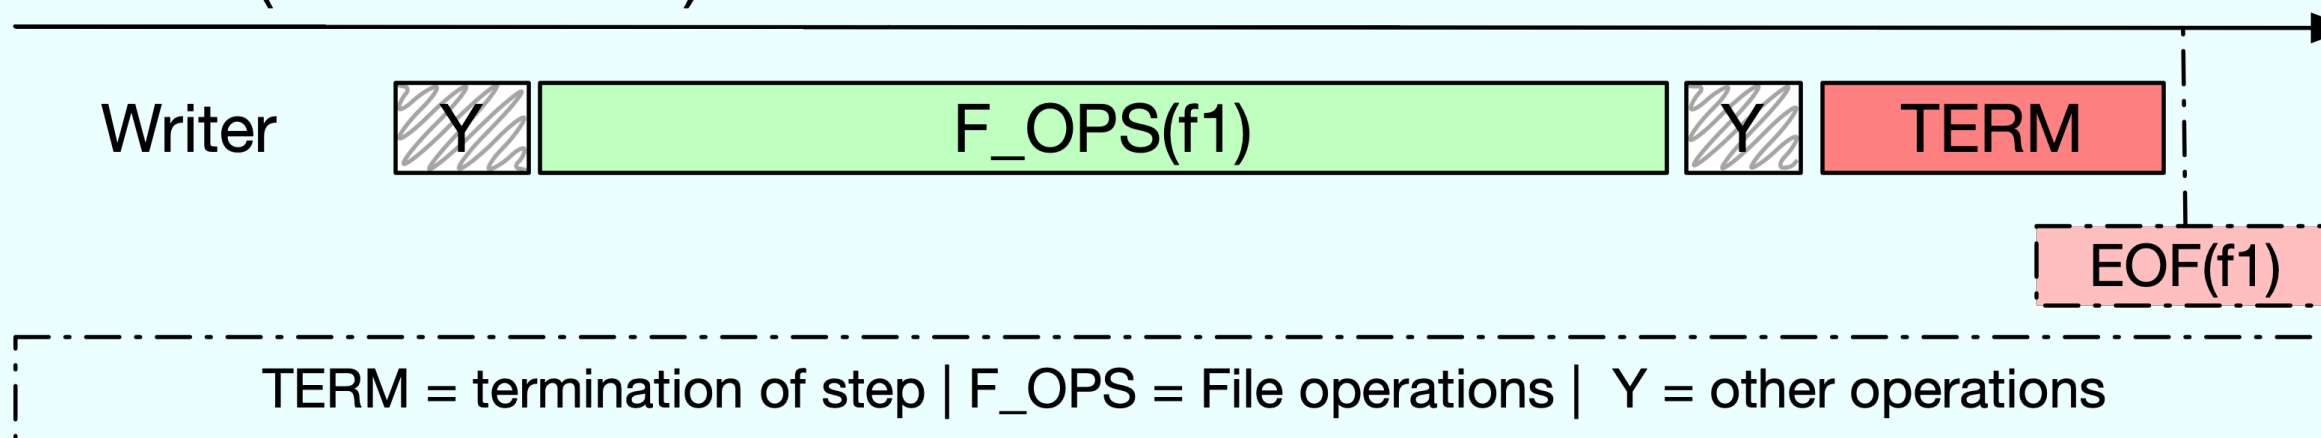 Writer Y F_OPS(f1) Y TERM
EOF(f1)
TERM = termination of step | F_OPS = File operations | Y = other operations